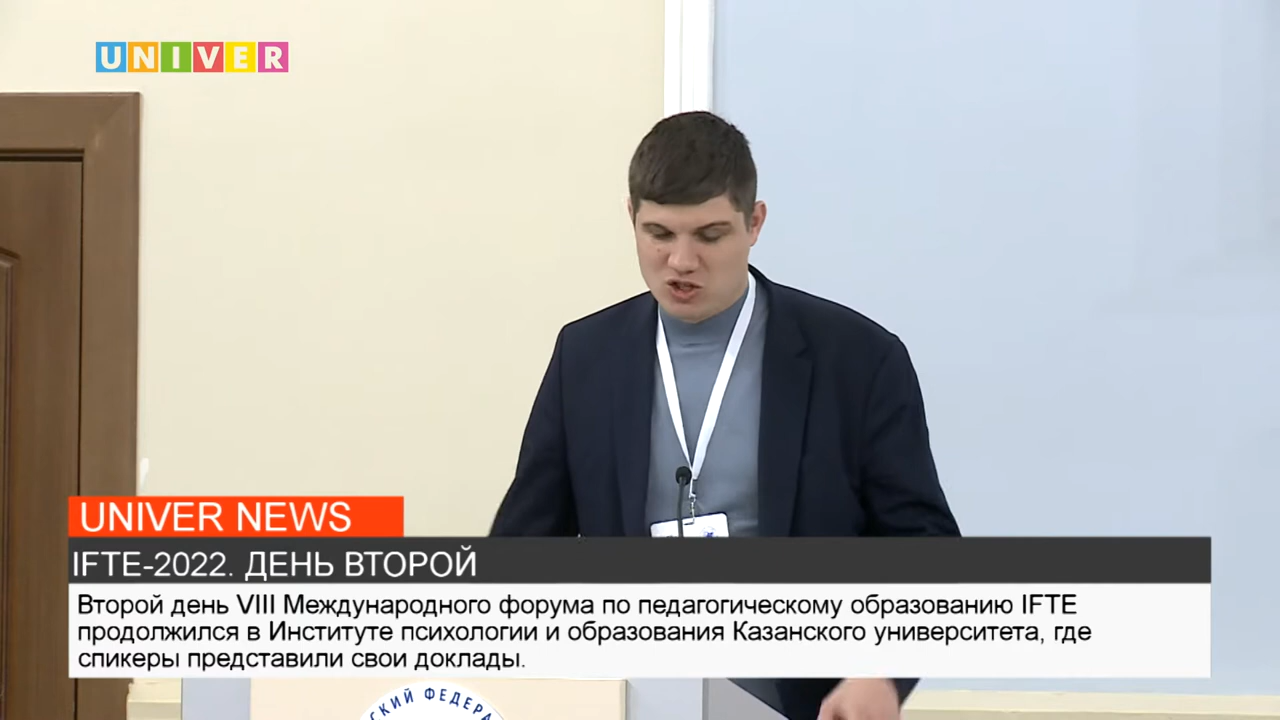 UNIVER
UNIVER NEWS
IFTE-2022. ДЕНЬ ВТОРОЙ
Второй день VIII Международного форума по педагогическому образованию IFTE
продолжился в Институте психологии и образования Казанского университета, где
спикеры представили свои доклады.